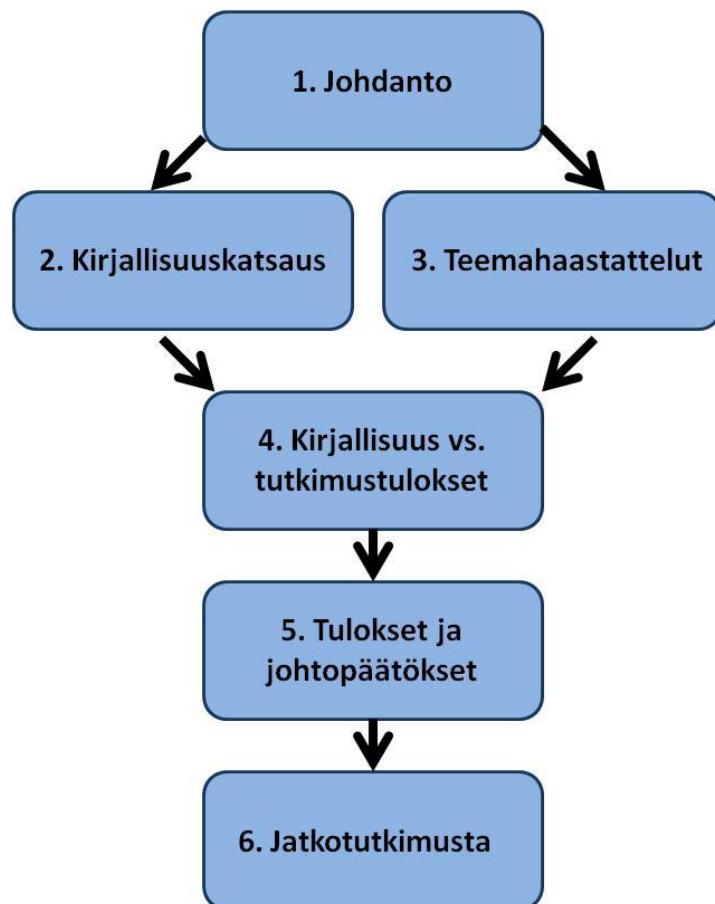 1. Johdanto
2. Kirjallisuuskatsaus
3. Teemahaastattelut
4. Kirjallisuus vs.
tutkimustulokset
5. Tulokset ja
johtopäätökset
6. Jatkotutkimusta